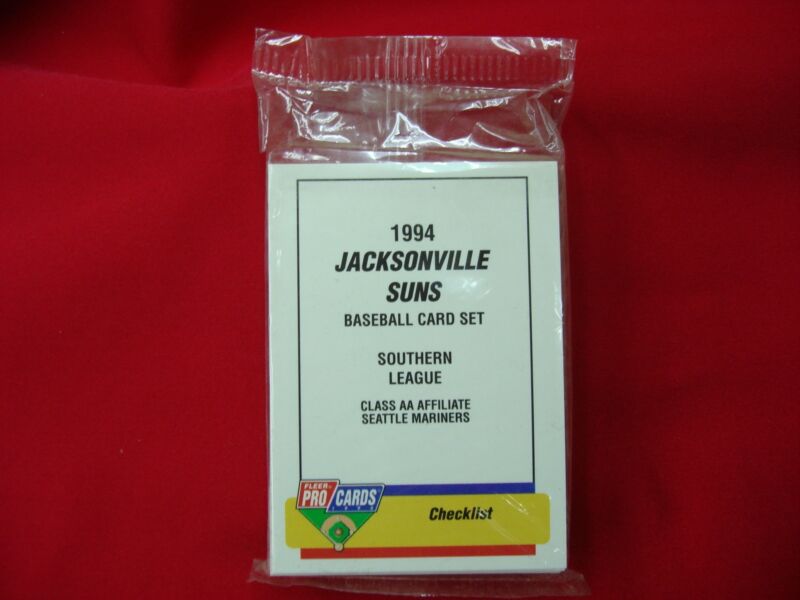 1994
JACKSONVILLE
SUNS
BASEBALL CARD SET
SOUTHERN
LEAGUE
CLASS AA AFFILIATE
SEATTLE MARINERS
FLEER
PRO CARDS
Checklist